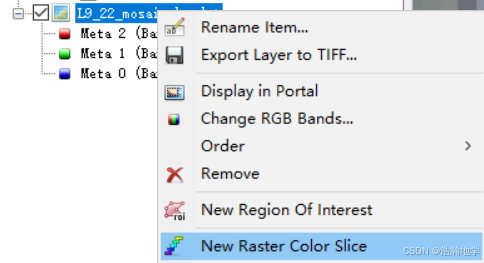 L9_22_mosai
Rename Item...
Meta 2 (Ba
Export Layer to TIFF...
Meta 1 (Ba
Meta 0 (Ba
Display in Portal
Change RGB Bands...
Order
Remove
roi
New Region Of Interest
New Raster Color Slice
CSDN @浩瀚地学